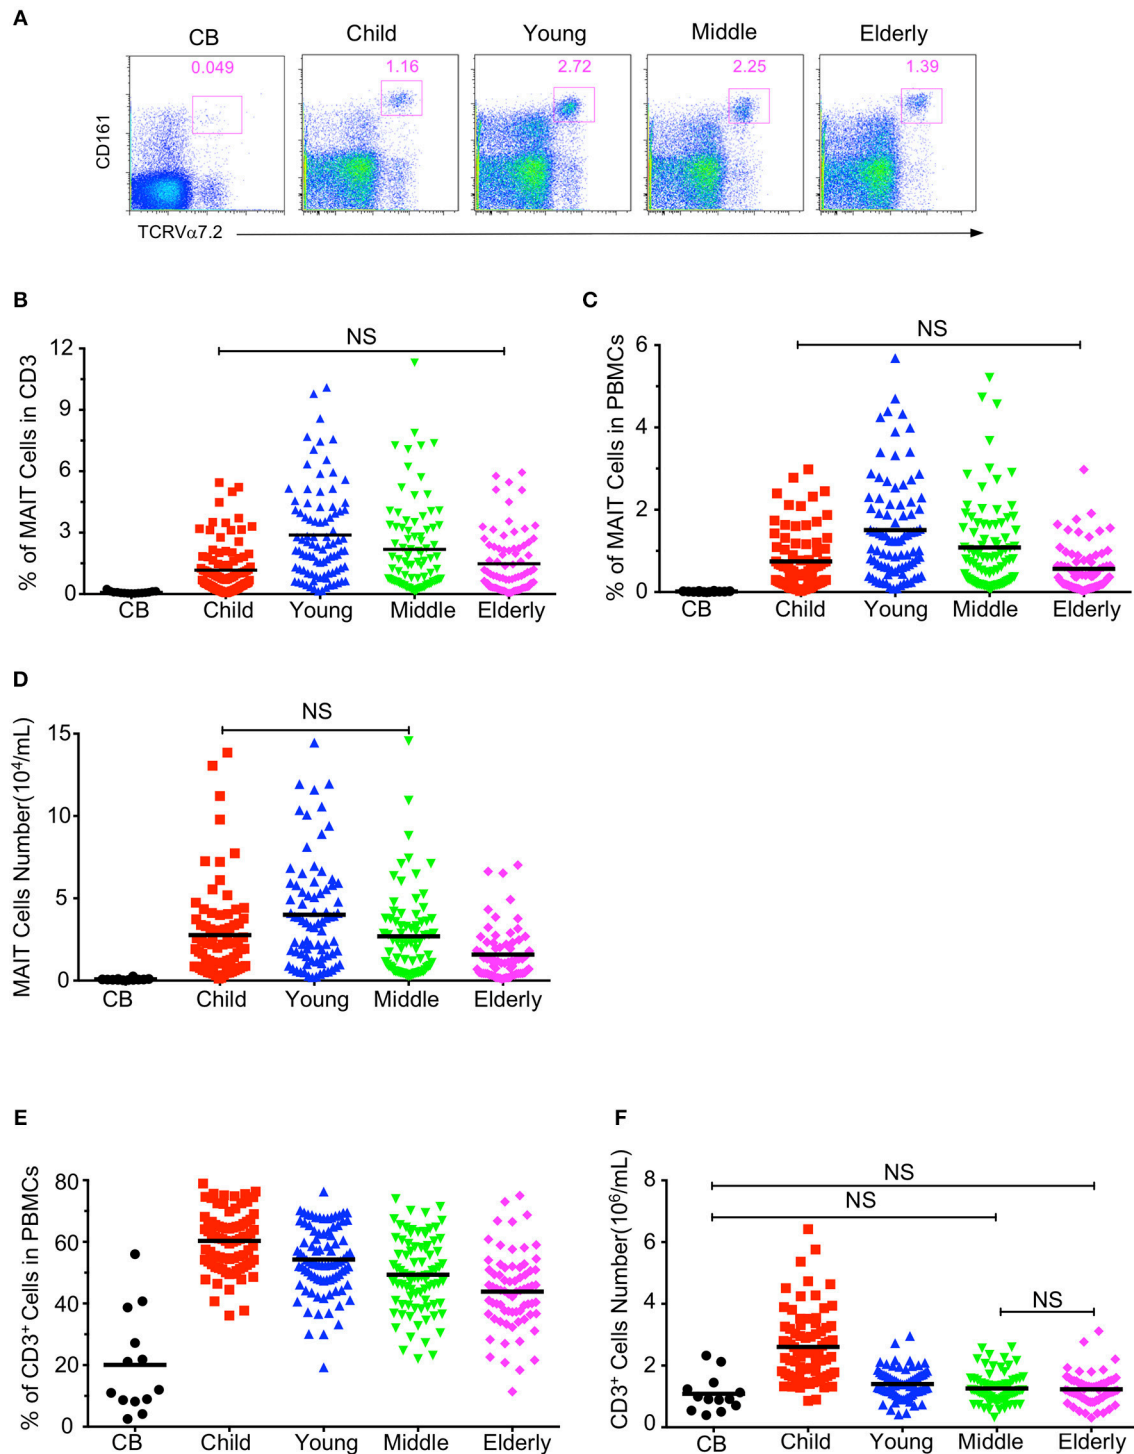 A
CB Child Young Middle Elderly
0.049 1.16 2.72 2.25 1.39
CD161
TCRVα7.2
B
% of MAIT Cells in CD3
12
9
6
3
0
NS
CB Child Young Middle Elderly
C
% of MAIT Cells in PBMCs
6
4
2
0
NS
CB Child Young Middle Elderly
D
MAIT Cells Number(10⁴/mL)
15
10
5
0
NS
CB Child Young Middle Elderly
E
% of CD3⁺ Cells in PBMCs
80
60
40
20
0
CB Child Young Middle Elderly
F
CD3⁺ Cells Number(10⁶/mL)
8
6
4
2
0
NS
NS
NS
CB Child Young Middle Elderly